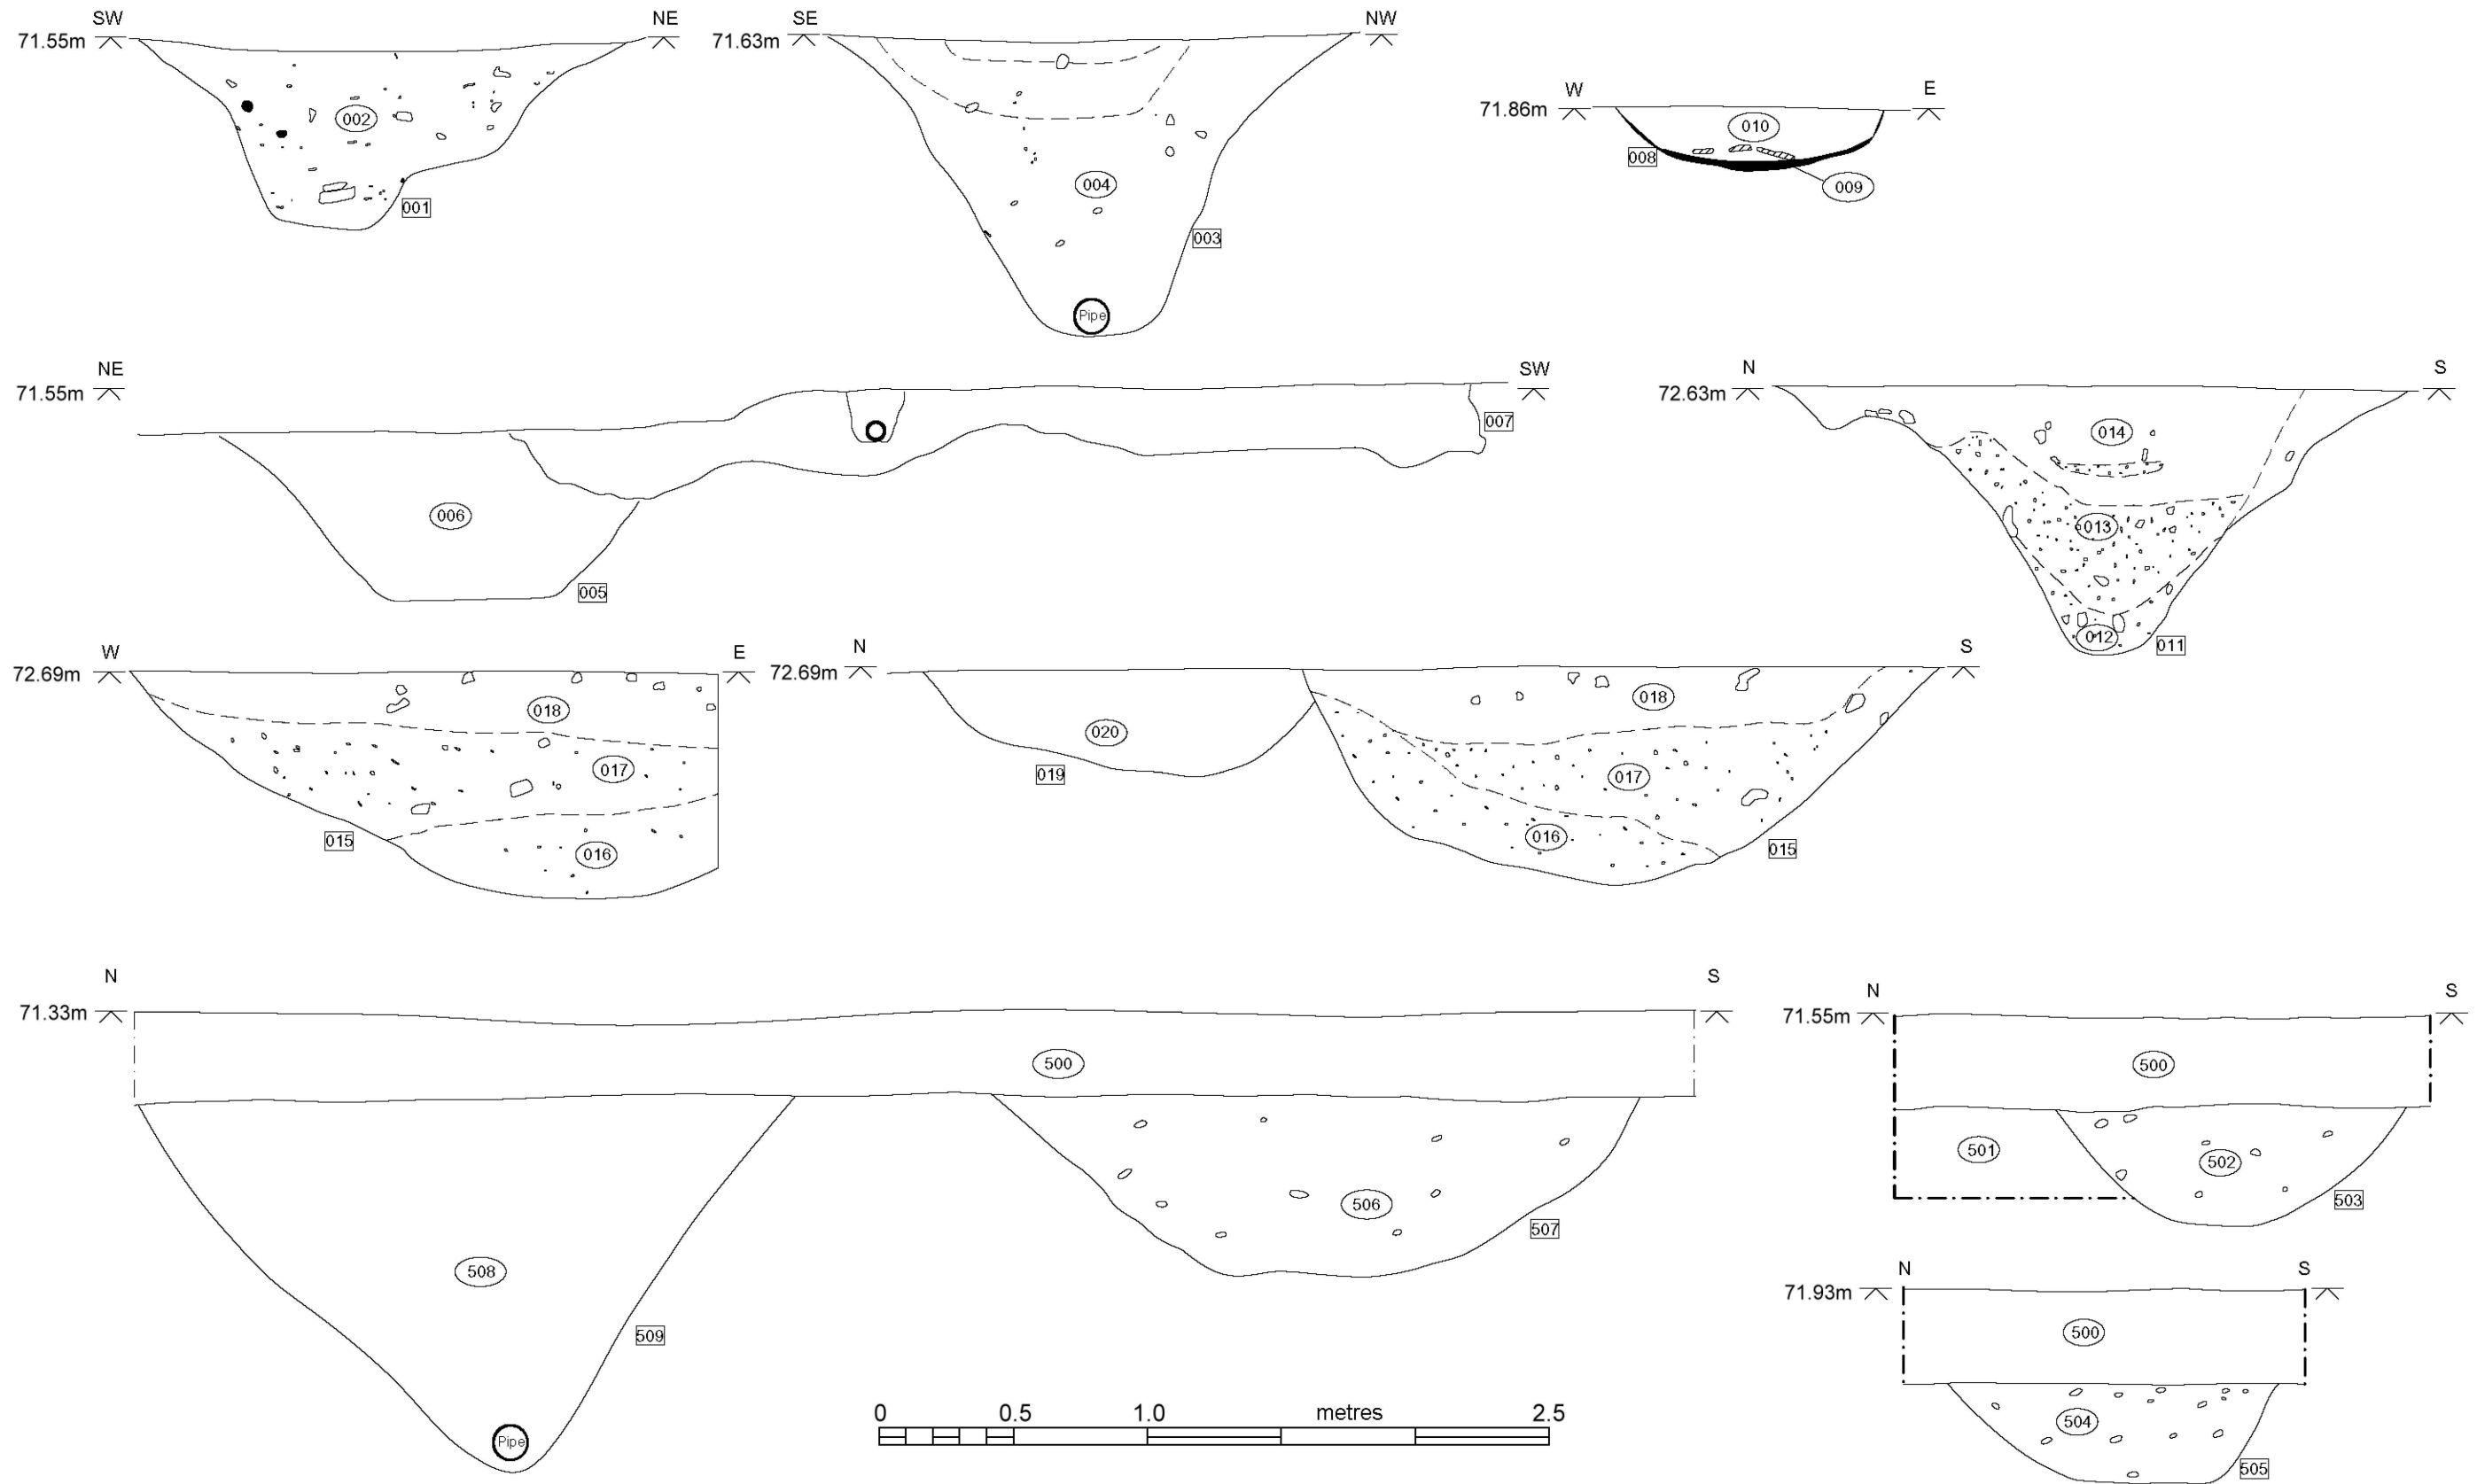 SW NE
71.55m
002
001
SE NW
71.63m
004
003
Pipe
W E
71.86m
010
008
009
NE SW
71.55m
007
006
005
N S
72.63m
014
013
012
011
W E
72.69m
018
017
015
016
N S
72.69m
018
020
019
017
016
015
N S
71.33m
500
506
507
508
509
Pipe
N S
71.55m
500
501
502
503
N S
71.93m
500
504
505
0 0.5 1.0 metres 2.5